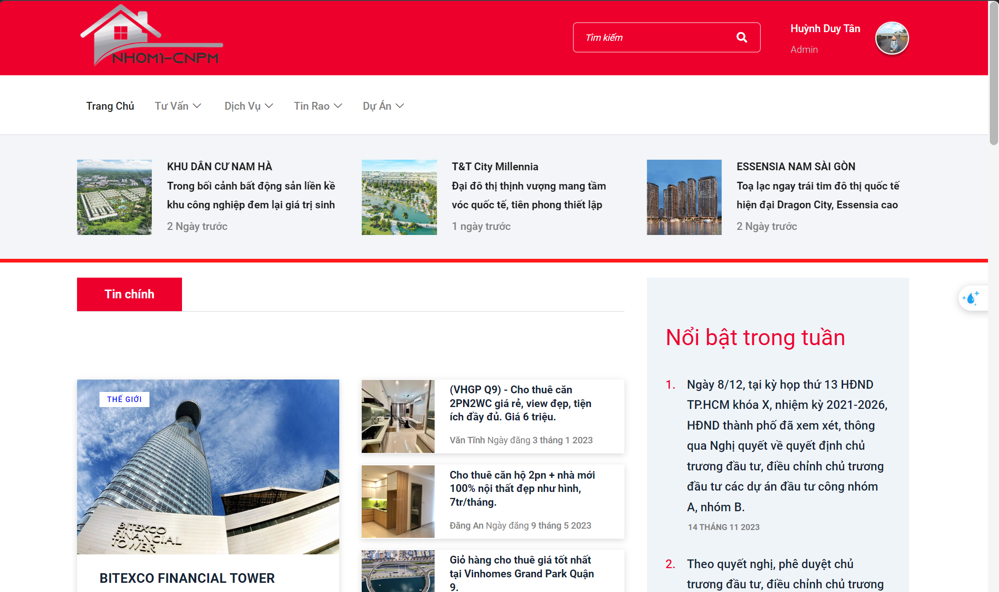 NHOM1-CNPM
Tìm kiếm
Huỳnh Duy Tân
Admin
Trang Chủ
Tư Vấn
Dịch Vụ
Tin Rao
Dự Án
KHU DÂN CƯ NAM HÀ
Trong bối cảnh bất động sản liền kề
khu công nghiệp đem lại giá trị sinh
2 Ngày trước
T&T City Millennia
Đại đô thị thịnh vượng mang tầm
vóc quốc tế, tiên phong thiết lập
1 ngày trước
ESSENSIA NAM SÀI GÒN
Toạ lạc ngay trái tim đô thị quốc tế
hiện đại Dragon City, Essensia cao
2 Ngày trước
Tin chính
THẾ GIỚI
BITEXCO
FINANCIAL
TOWER
BITEXCO FINANCIAL TOWER
(VHGP Q9) - Cho thuê căn
2PN2WC giá rẻ, view đẹp, tiện
ích đầy đủ. Giá 6 triệu.
Văn Tĩnh Ngày đăng 3 tháng 1 2023
Cho thuê căn hộ 2pn + nhà mới
100% nội thất đẹp như hình,
7tr/tháng.
Đăng An Ngày đăng 9 tháng 5 2023
Giỏ hàng cho thuê giá tốt nhất
tại Vinhomes Grand Park Quận
9.
Nổi bật trong tuần
1. Ngày 8/12, tại kỳ họp thứ 13 HĐND
TP.HCM khóa X, nhiệm kỳ 2021-2026,
HĐND thành phố đã xem xét, thông
qua Nghị quyết về quyết định chủ
trương đầu tư, điều chỉnh chủ trương
đầu tư các dự án đầu tư công nhóm
A, nhóm B.
14 THÁNG 11 2023
2. Theo quyết nghị, phê duyệt chủ
trương đầu tư, điều chỉnh chủ trương